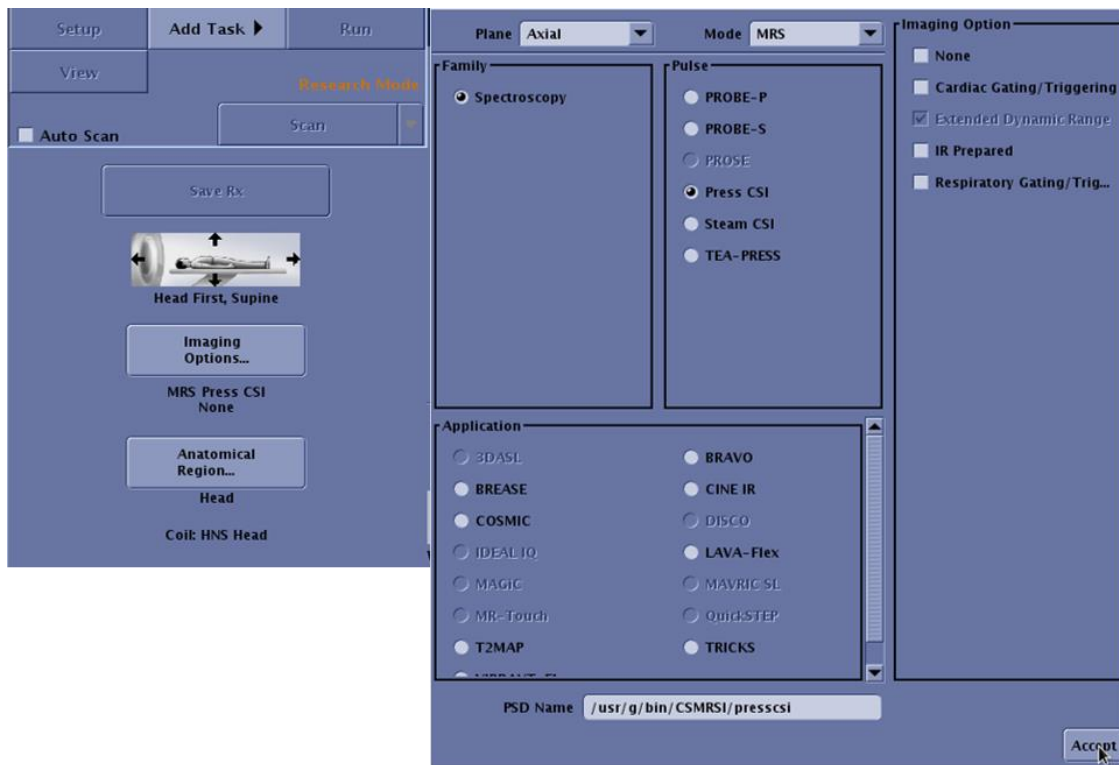 Setup
Add Task
Run
View
Research Mode
Auto Scan
Scan
Save Rx
Head First, Supine
Imaging
Options...
MRS Press CSI
None
Anatomical
Region...
Head
Coil: HNS Head
Plane Axial
Mode MRS
Family
Spectroscopy
Pulse
PROBE-P
PROBE-S
PROSE
Press CSI
Steam CSI
TEA-PRESS
Imaging Option
None
Cardiac Gating/Triggering
Extended Dynamic Range
IR Prepared
Respiratory Gating/Trig...
Application
3DASL
BRAVO
BREASE
CINE IR
COSMIC
DISCO
IDEAL IQ
LAVA-Flex
MAGiC
MAVRIC SL
MR-Touch
QuickSTEP
T2MAP
TRICKS
PSD Name /usr/g/bin/CSMRSI/presscsi
Accept